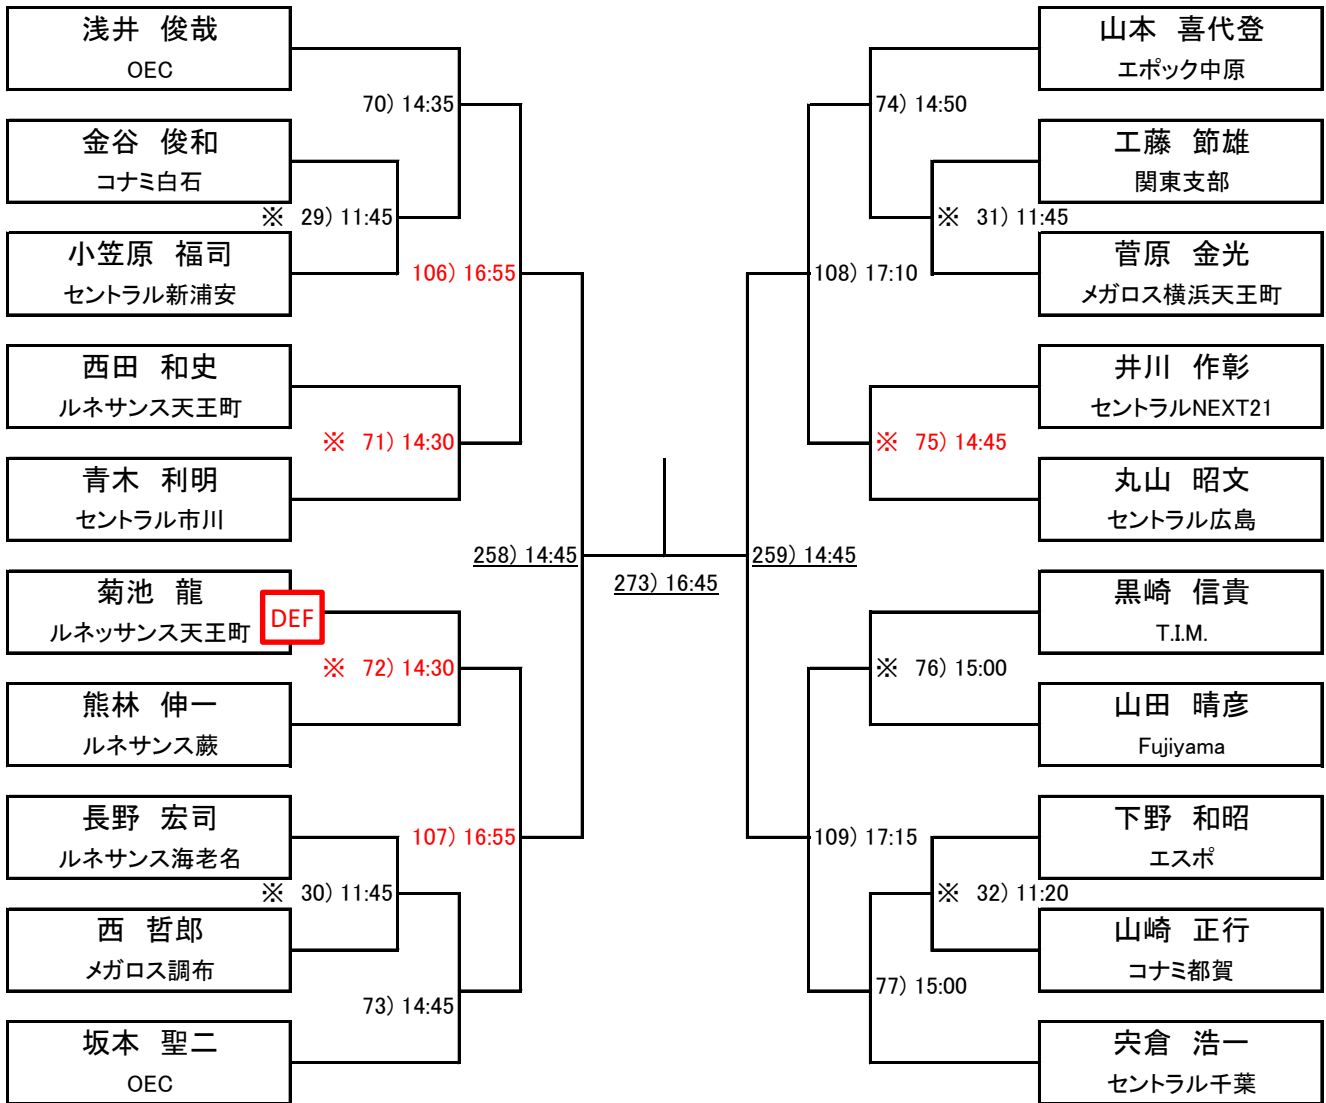 浅井 俊哉
OEC
70) 14:35
金谷 俊和
コナミ白石
※ 29) 11:45
小笠原 福司
セントラル新浦安
106) 16:55
西田 和史
ルネサンス天王町
※ 71) 14:30
青木 利明
セントラル市川
258) 14:45
菊池 龍
ルネッサンス天王町
DEF
※ 72) 14:30
熊林 伸一
ルネサンス蕨
長野 宏司
ルネサンス海老名
107) 16:55
※ 30) 11:45
西 哲郎
メガロス調布
73) 14:45
坂本 聖二
OEC
273) 16:45
山本 喜代登
エポック中原
74) 14:50
工藤 節雄
関東支部
※ 31) 11:45
菅原 金光
メガロス横浜天王町
108) 17:10
井川 作彰
セントラルNEXT21
※ 75) 14:45
丸山 昭文
セントラル広島
259) 14:45
黒崎 信貴
T.I.M.
※ 76) 15:00
山田 晴彦
Fujiyama
下野 和昭
エスポ
109) 17:15
※ 32) 11:20
山崎 正行
コナミ都賀
77) 15:00
宍倉 浩一
セントラル千葉